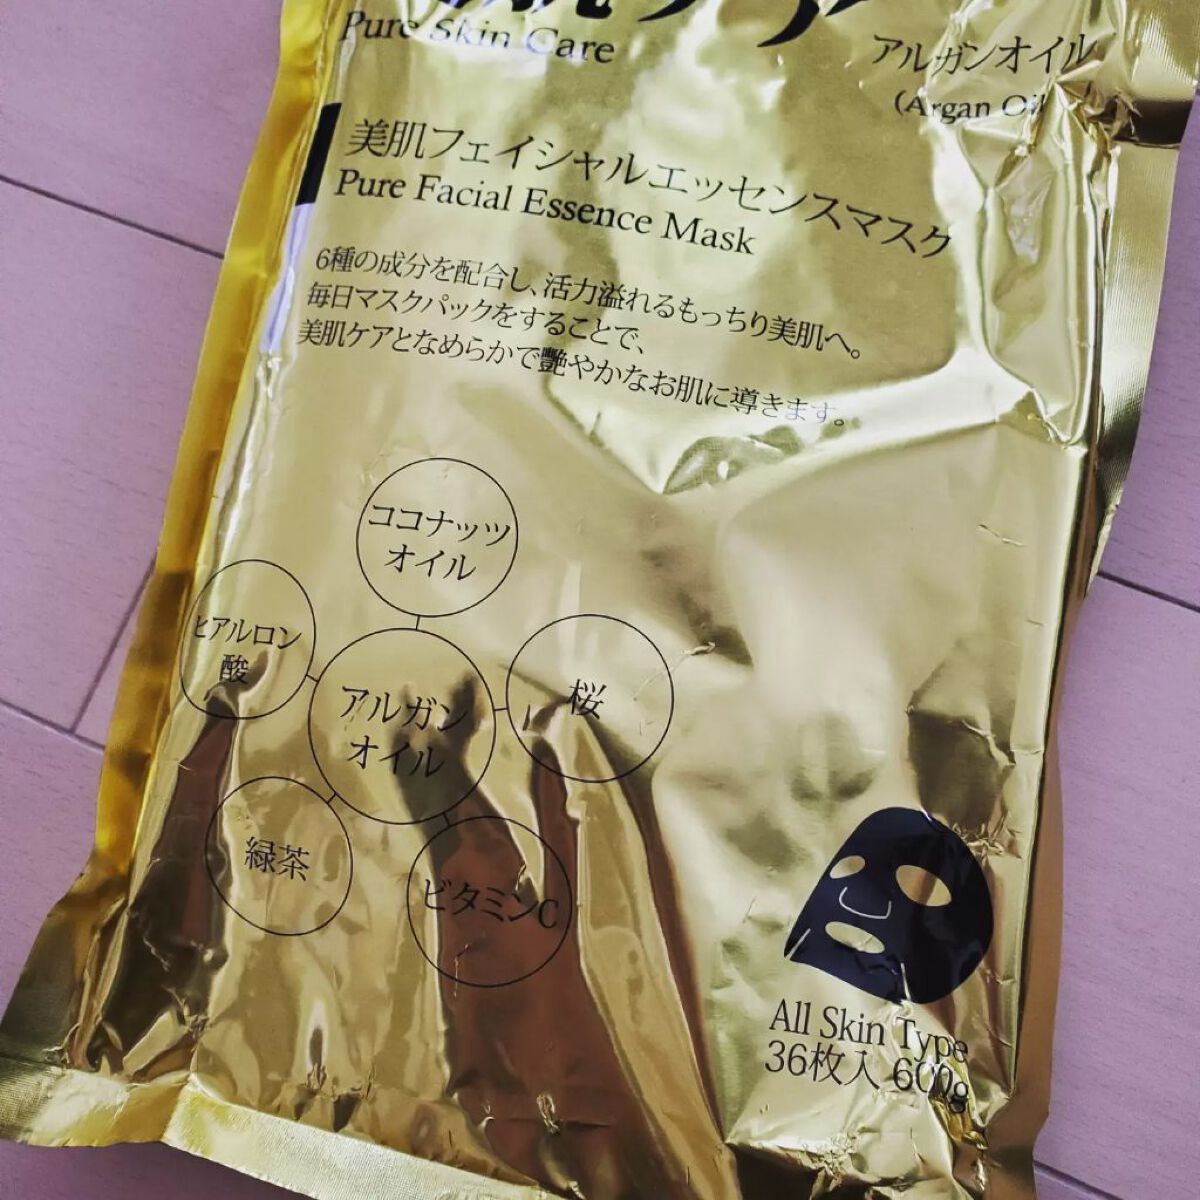 Pure Skin Care
アルガンオイル
(Argan Oil
美肌フェイシャルエッセンスマスク
Pure Facial Essence Mask
6種の成分を配合し、活力溢れるもっちり美肌へ。
毎日マスクパックをすることで、
美肌ケアとなめらかで艶やかなお肌に導きます。
ココナッツ
オイル
ヒアルロン
酸
アルガン
オイル
桜
緑茶
ビタミンC
All Skin Type
36枚入 600g